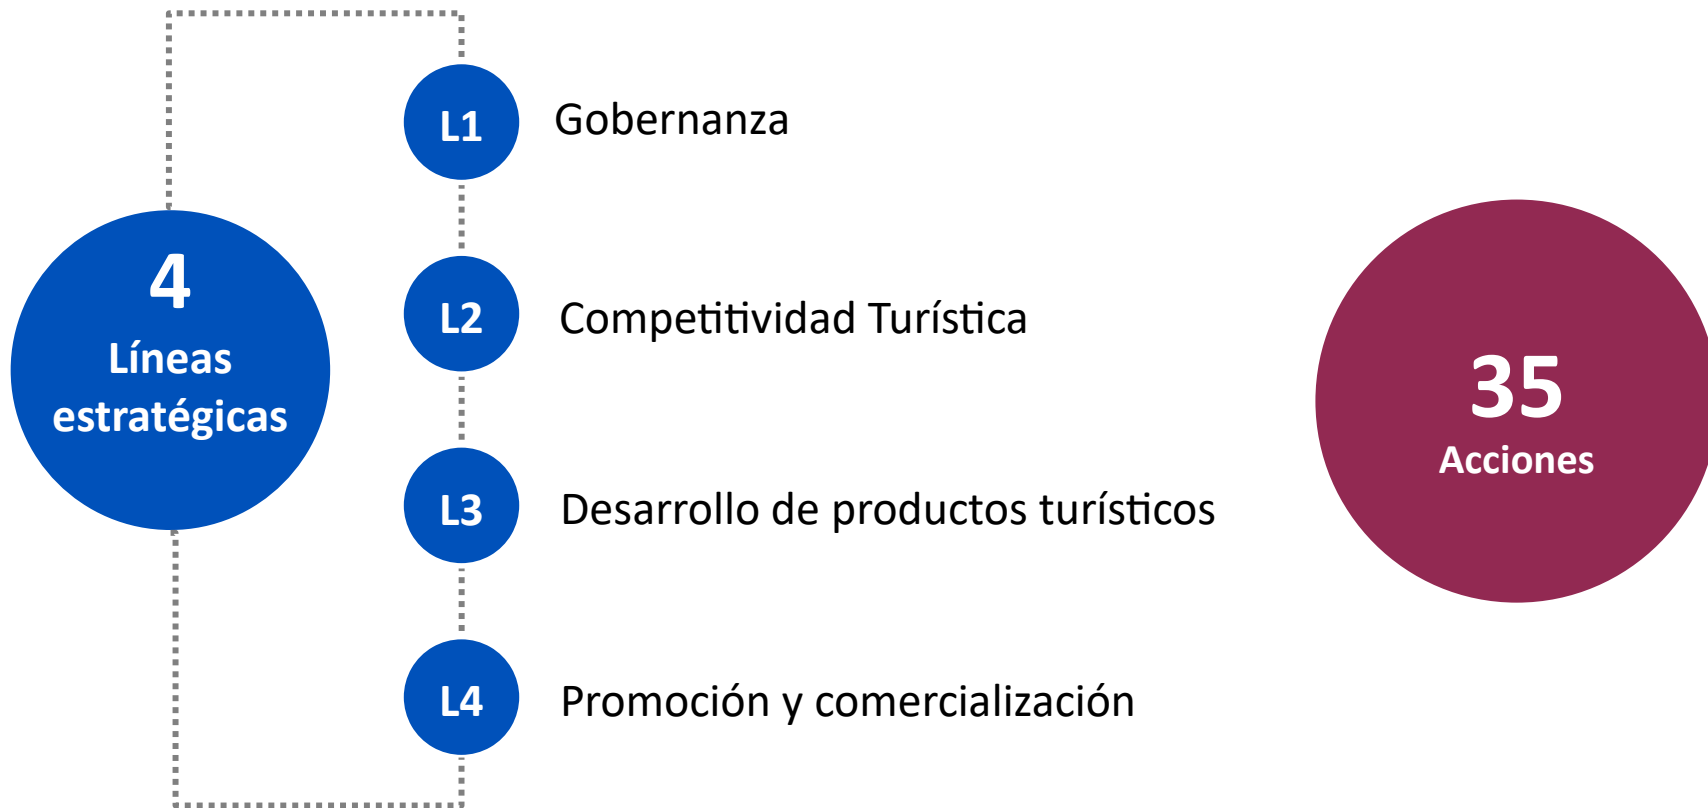 4
Líneas
estratégicas
L1
Gobernanza
L2
Competitividad Turística
L3
Desarrollo de productos turísticos
L4
Promoción y comercialización
35
Acciones